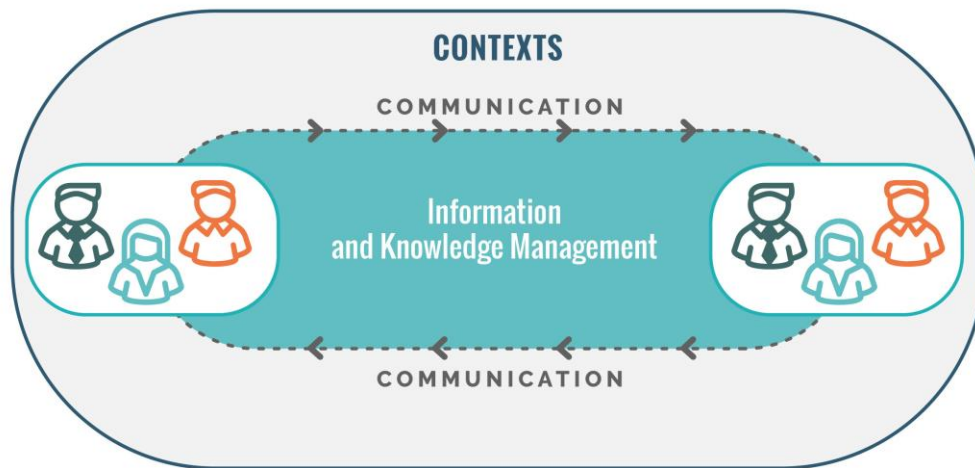 CONTEXTS
COMMUNICATION
Information
and Knowledge Management
COMMUNICATION